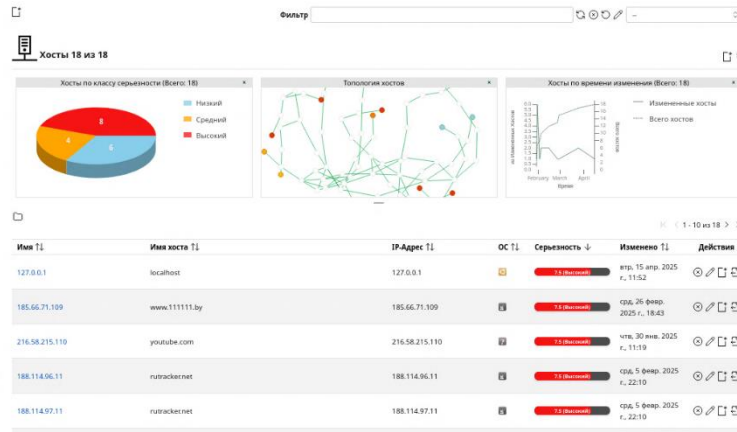 Фильтр
--
Хосты 18 из 18
Хосты по классу серьезности (Всего: 18)
8
4
6
Низкий
Средний
Высокий
Топология хостов
Хосты по времени изменения (Всего: 18)
Измененные хосты
Всего хостов
Всего хостов
February March April
Время
1 - 10 из 18
Имя Имя хоста IP-Адрес ОС Серьезность Изменено Действия
127.0.0.1 localhost 127.0.0.1 7.5 (Высокий) втр, 15 апр. 2025
г., 11:52
185.66.71.109 www.111111.by 185.66.71.109 7.5 (Высокий) срд, 26 февр.
2025 г., 18:43
216.58.215.110 youtube.com 216.58.215.110 7.5 (Высокий) чтв, 30 янв. 2025
г., 11:19
188.114.96.11 rutracker.net 188.114.96.11 7.5 (Высокий) срд, 5 февр. 2025
г., 22:10
188.114.97.11 rutracker.net 188.114.97.11 7.5 (Высокий) срд, 5 февр. 2025
г., 22:10